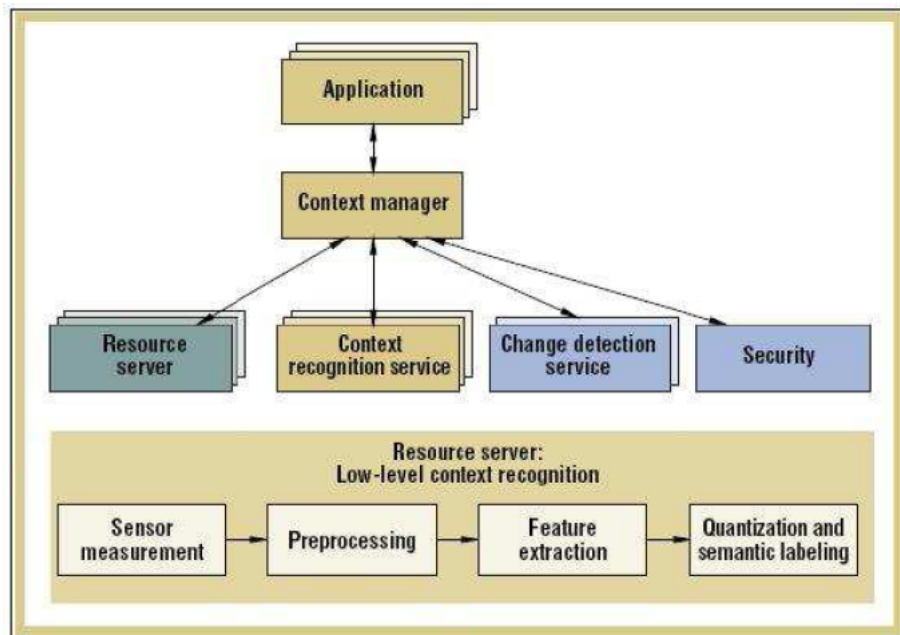 Application
Context manager
Resource
server
Context
recognition service
Change detection
service
Security
Resource server:
Low-level context recognition
Sensor
measurement
Preprocessing
Feature
extraction
Quantization and
semantic labeling